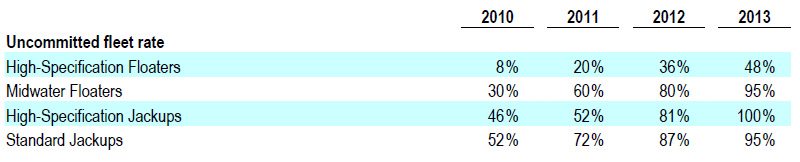 2010 2011 2012 2013
Uncommitted fleet rate
High-Specification Floaters 8% 20% 36% 48%
Midwater Floaters 30% 60% 80% 95%
High-Specification Jackups 46% 52% 81% 100%
Standard Jackups 52% 72% 87% 95%